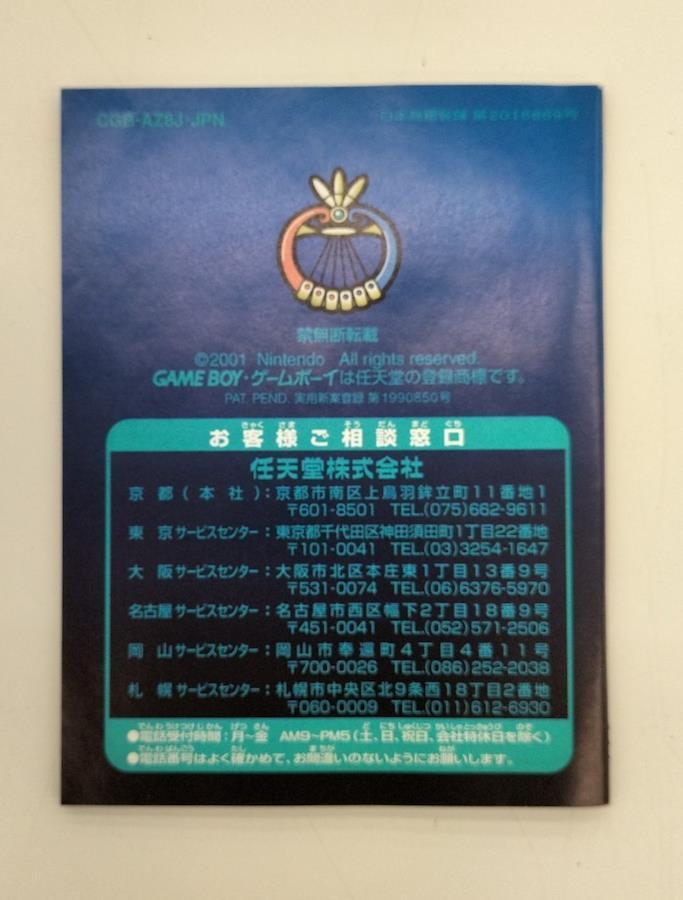 CGB-AZ8J-JPN
日本商標登録 第2016669号
禁無断転載
©2001 Nintendo All rights reserved.
GAME BOY・ゲームボーイは任天堂の登録商標です。
PAT. PEND. 実用新案登録 第1990850号
お客様ご相談窓口
任天堂株式会社
京都(本社):京都市南区上鳥羽鉾立町11番地1
〒601-8501 TEL.(075)662-9611
東京サービスセンター:東京都千代田区神田須田町1丁目22番地
〒101-0041 TEL.(03)3254-1647
大阪サービスセンター:大阪市北区本庄東1丁目13番9号
〒531-0074 TEL.(06)6376-5970
名古屋サービスセンター:名古屋市西区幅下2丁目18番9号
〒451-0041 TEL.(052)571-2506
岡山サービスセンター:岡山市奉還町4丁目4番11号
〒700-0026 TEL.(086)252-2038
札幌サービスセンター:札幌市中央区北9条西18丁目2番地
〒060-0009 TEL.(011)612-6930
●電話受付時間:月~金 AM9~PM5(土、日、祝日、会社特休日を除く)
●電話番号はよく確かめて、お間違いのないようにお願いします。